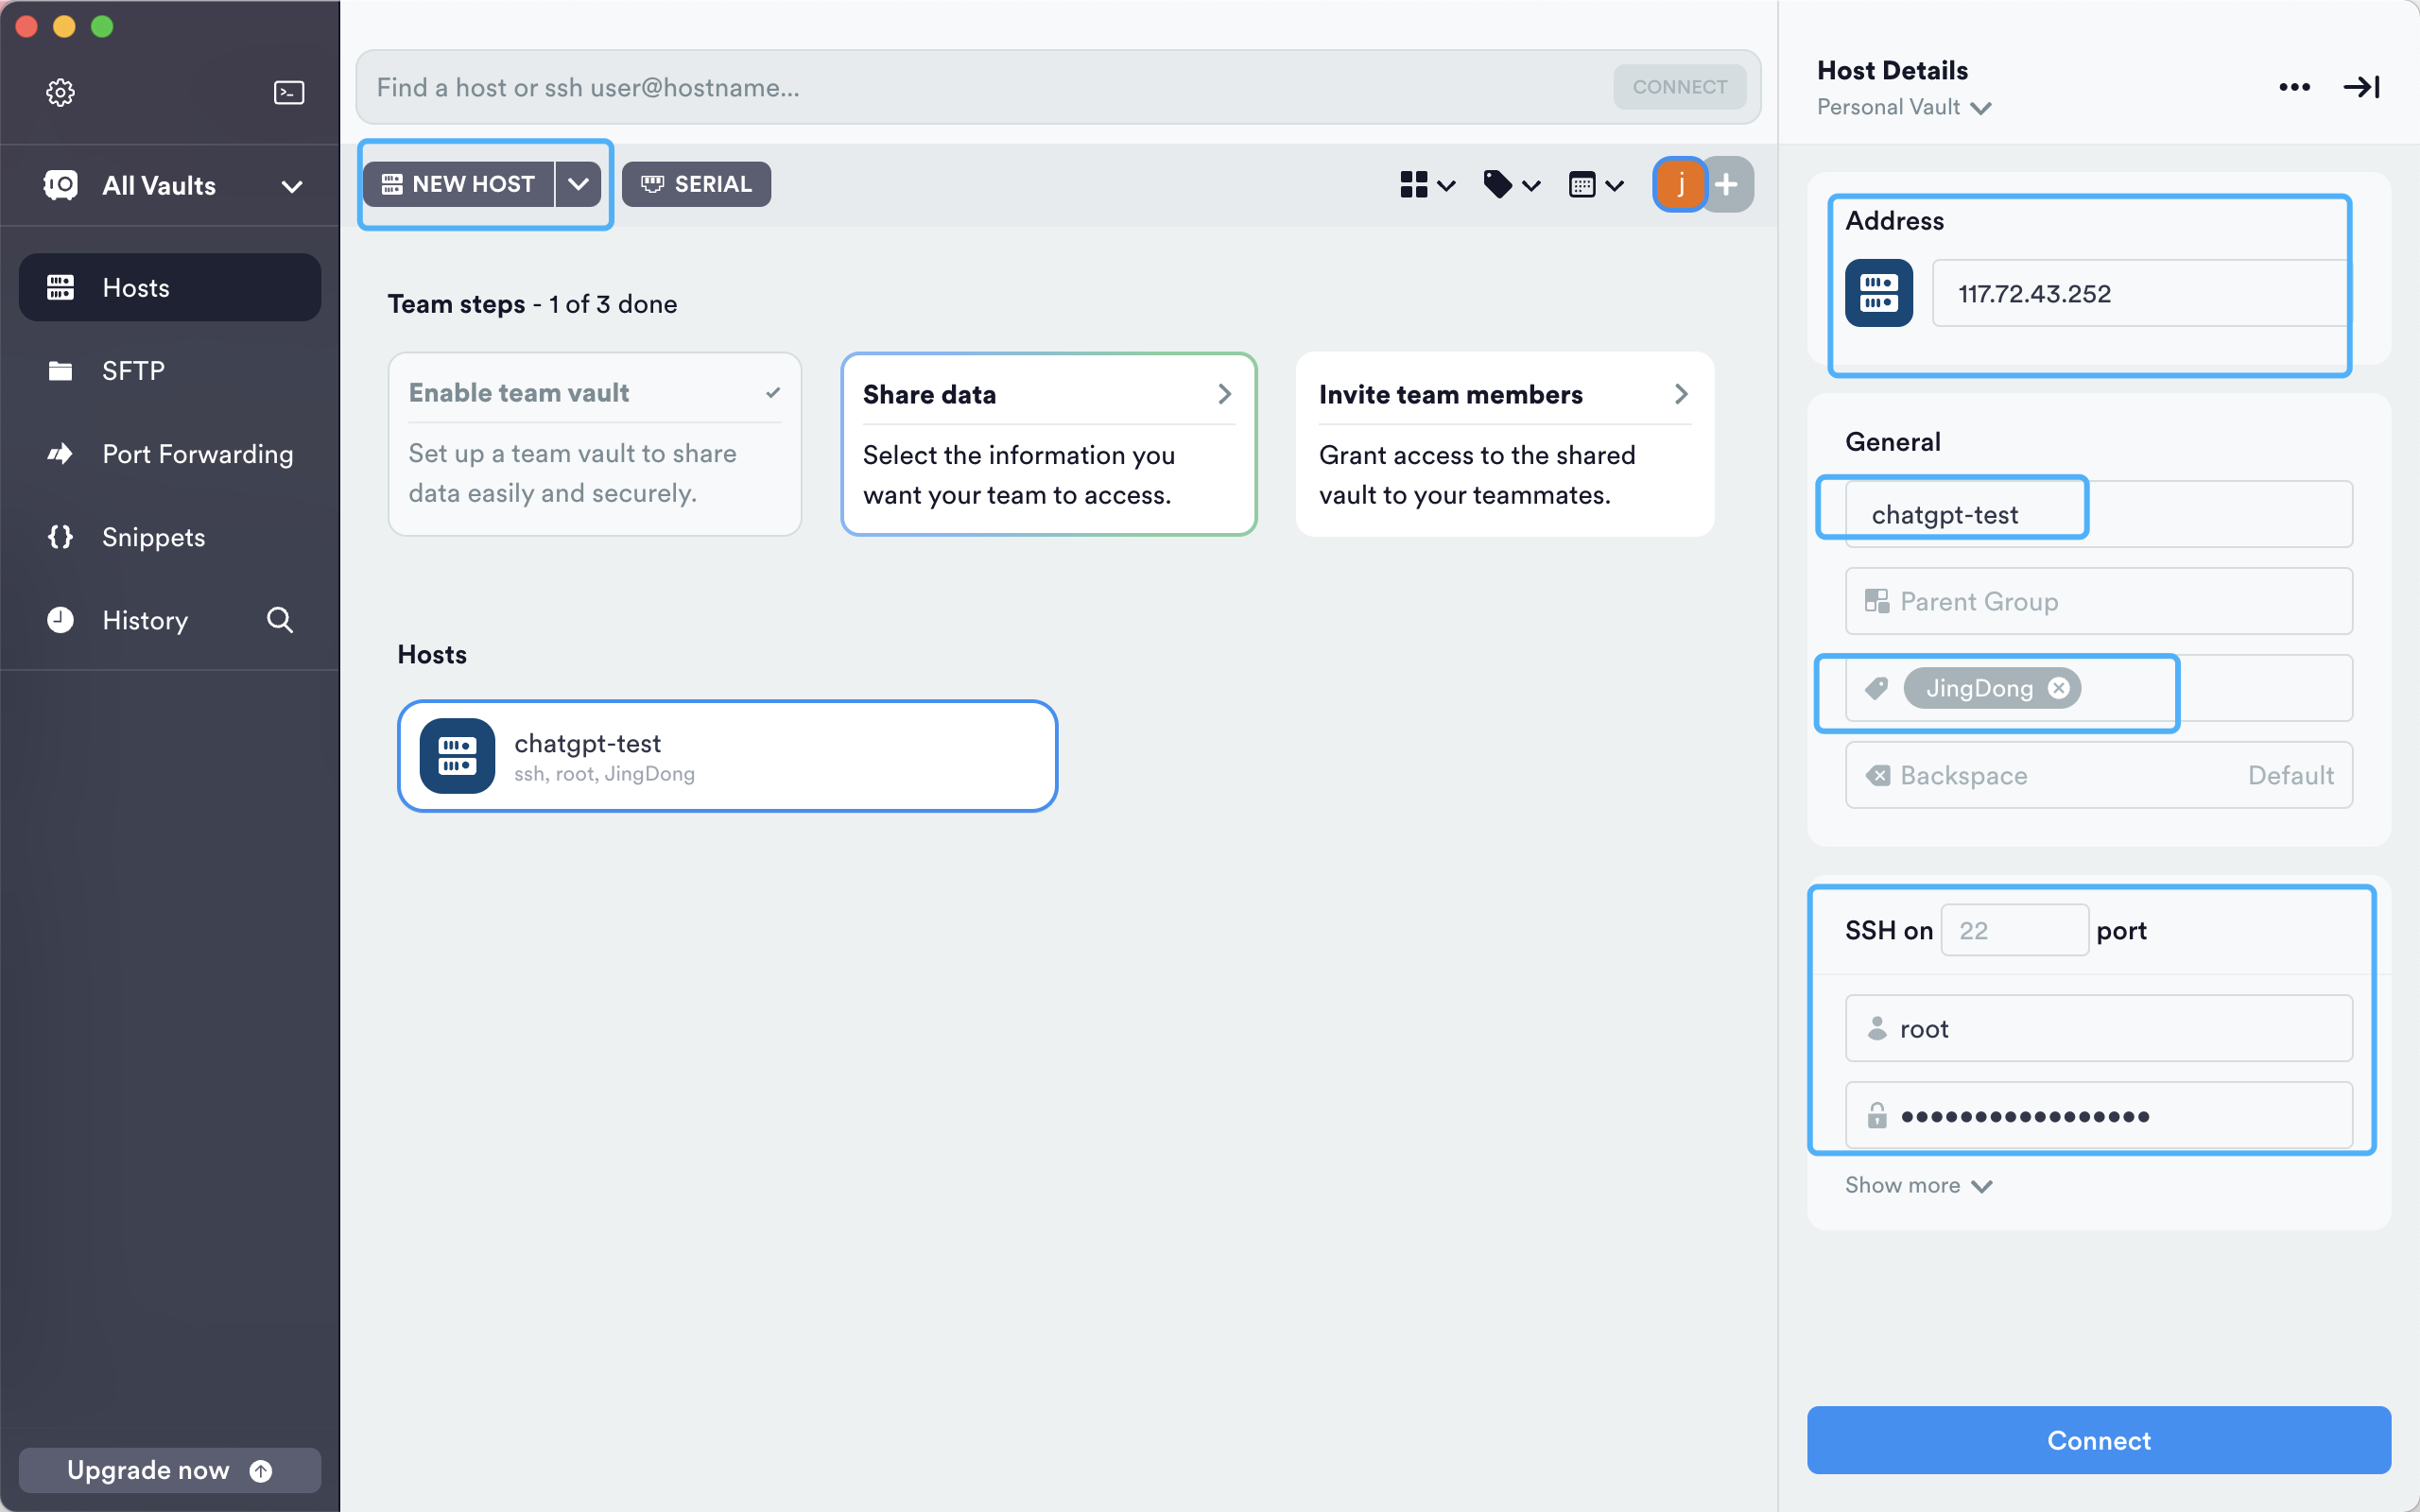 All Vaults
Hosts
SFTP
Port Forwarding
Snippets
History
Upgrade now
Find a host or ssh user@hostname...
CONNECT
NEW HOST
SERIAL
j
Team steps - 1 of 3 done
Enable team vault
Set up a team vault to share
data easily and securely.
Share data
Select the information you
want your team to access.
Invite team members
Grant access to the shared
vault to your teammates.
Hosts
chatgpt-test
ssh, root, JingDong
Host Details
Personal Vault
Address
117.72.43.252
General
chatgpt-test
Parent Group
JingDong
Backspace Default
SSH on 22 port
root
•••••••••••••••••
Show more
Connect